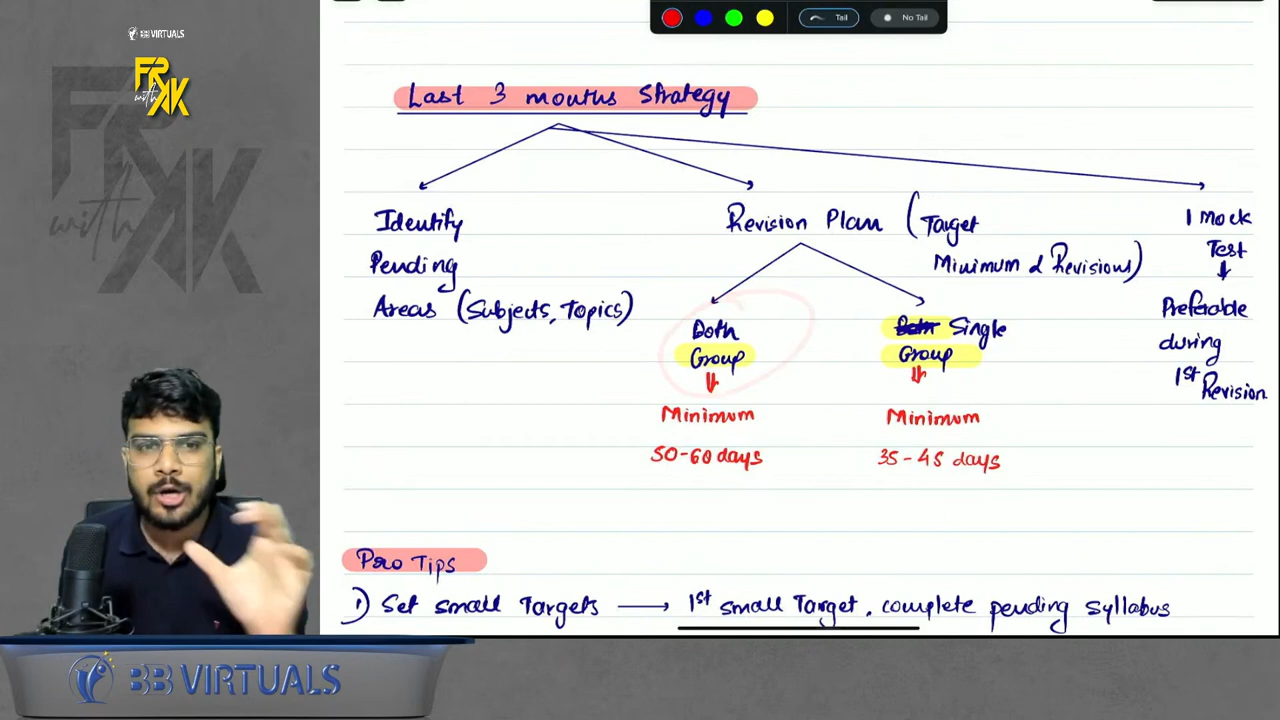 BB VIRTUALS
FR
with
AK
Tail
No Tail
Last 3 months Strategy
Identify
Pending
Areas (Subjects, Topics)
Revision Plan (Target
Minimum 2 Revisions)
Both
Group
Minimum
50-60 days
Single
Group
Minimum
35-45 days
1 Mock
Test
Preferable
during
1st Revision
Pro Tips
1) Set small Targets → 1st small Target, complete pending syllabus
BB VIRTUALS